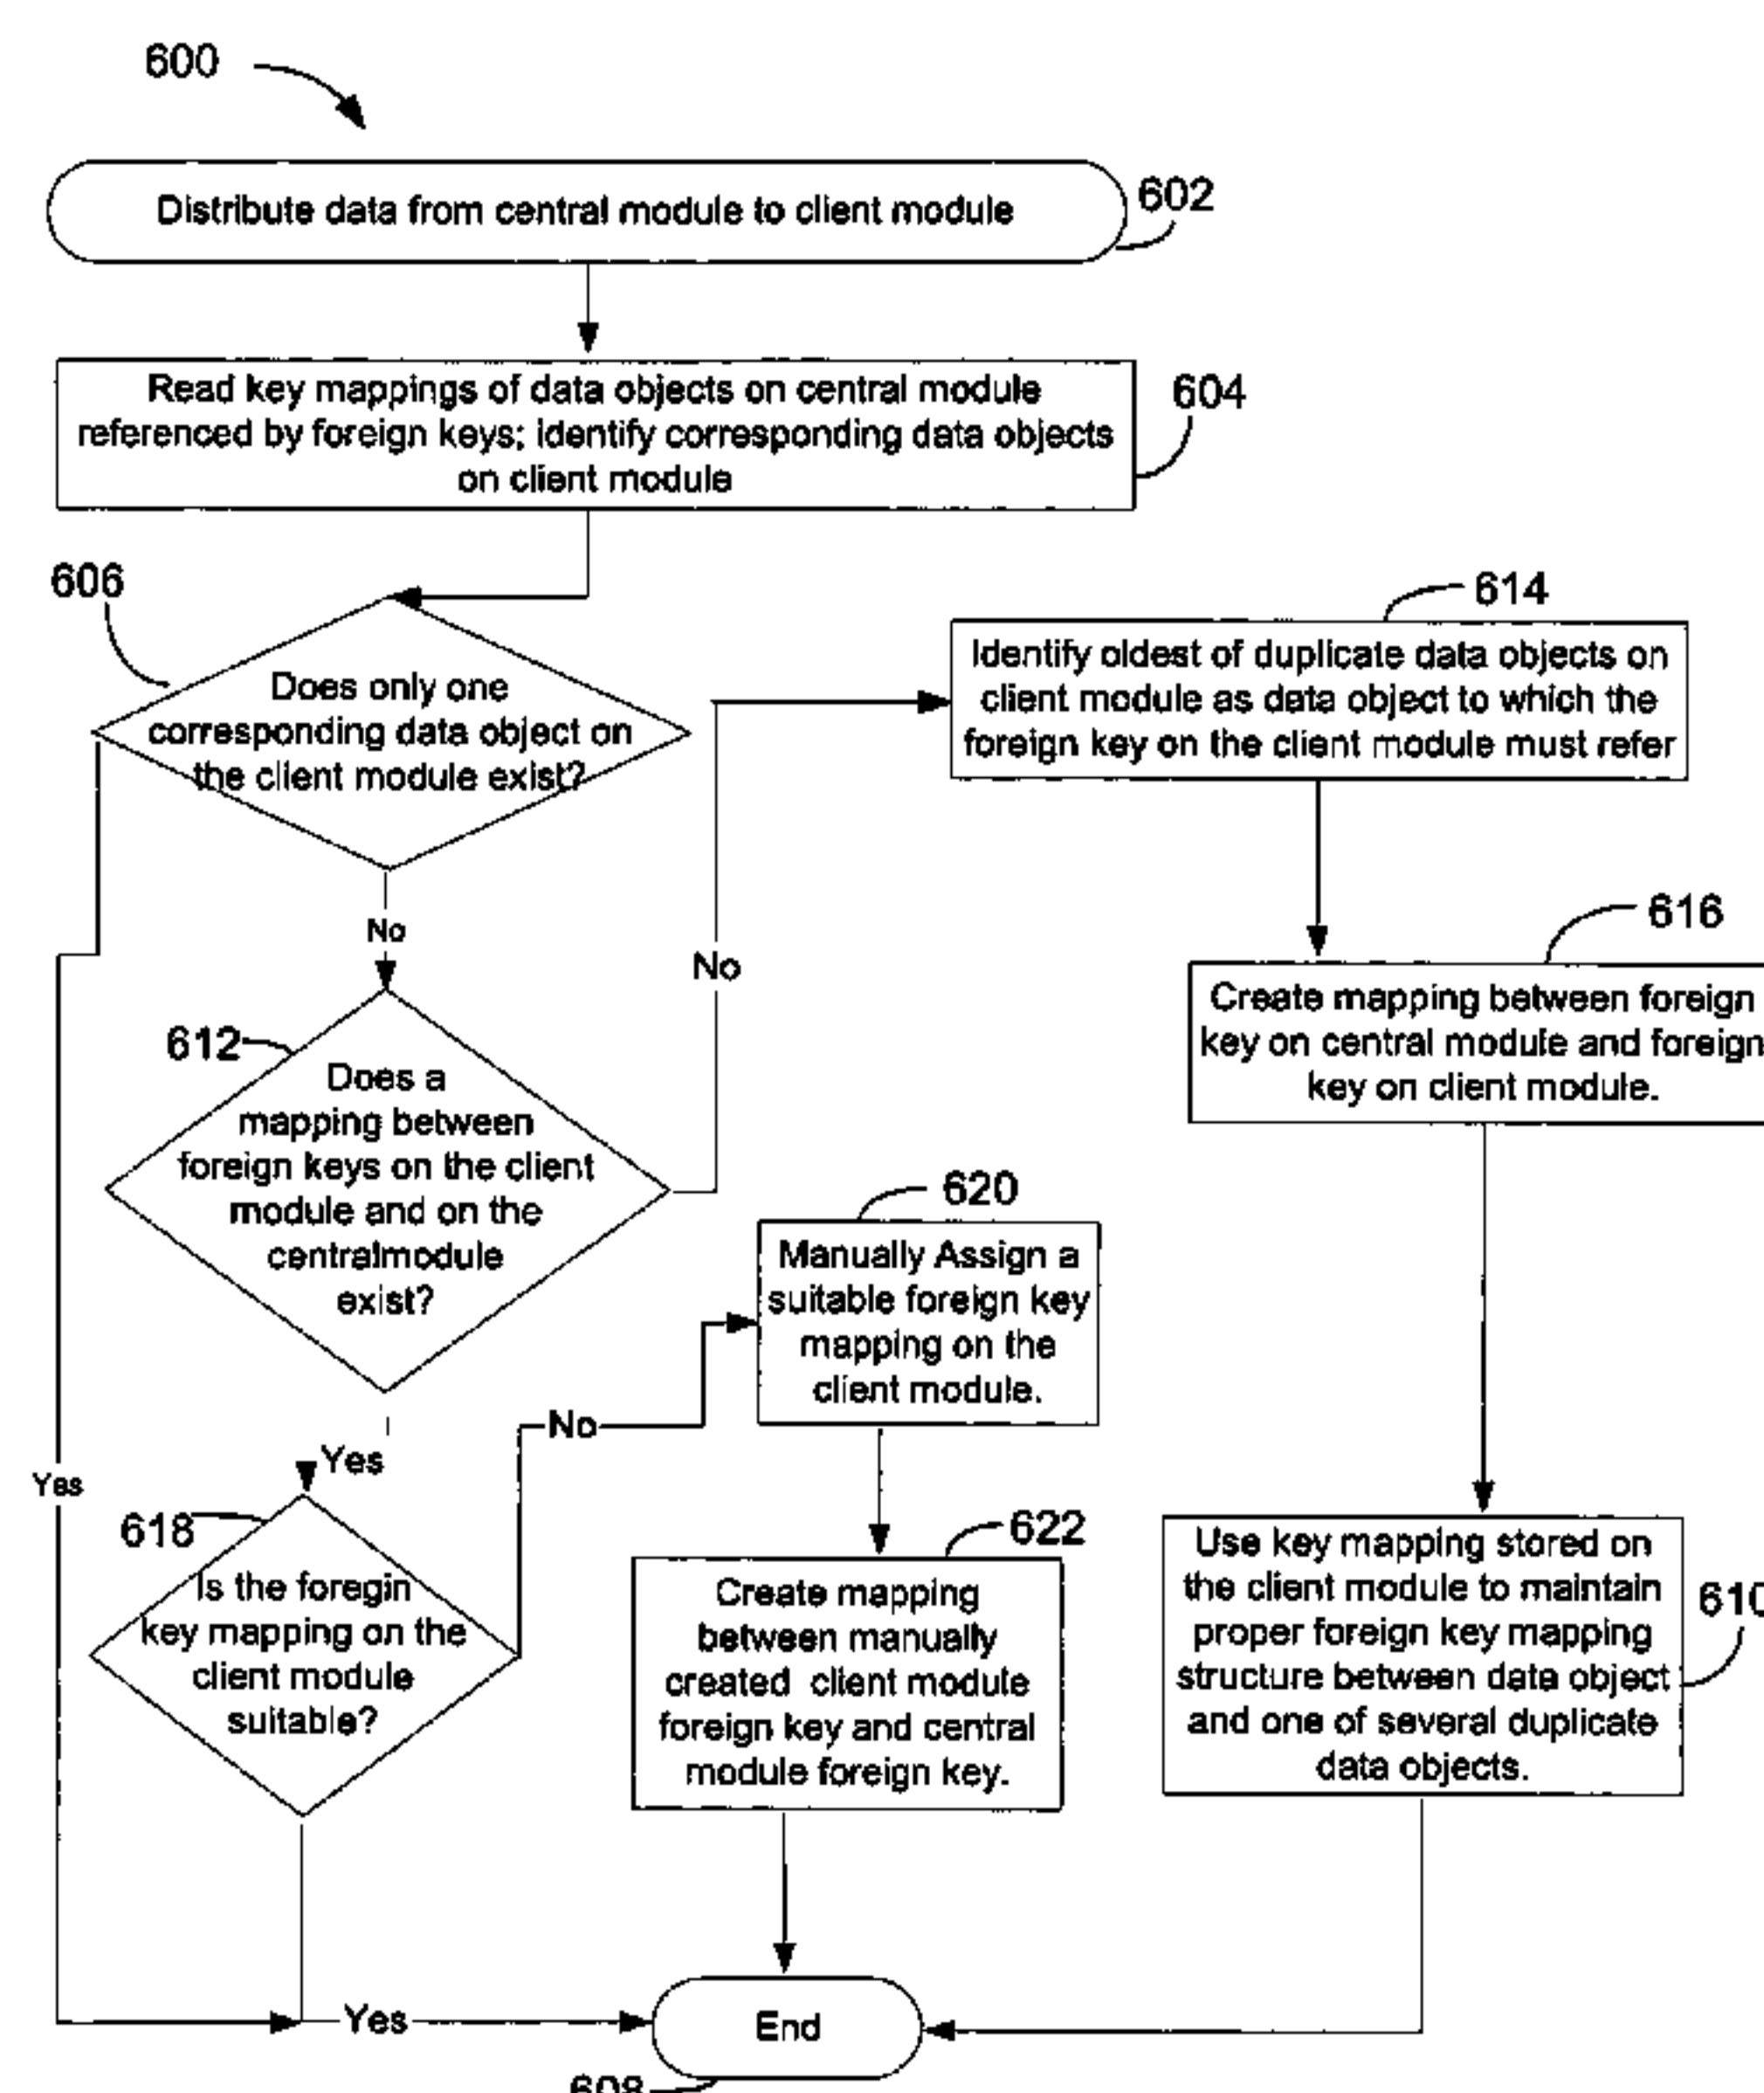 600
Distribute data from central module to client module
602
Read key mappings of data objects on central module
referenced by foreign keys; identify corresponding data objects
on client module
604
606
Does only one
corresponding data object on
the client module exist?
614
Identify oldest of duplicate data objects on
client module as data object to which the
foreign key on the client module must refer
616
Create mapping between foreign
key on central module and foreign
key on client module.
No
No
612
Does a
mapping between
foreign keys on the client
module and on the
centralmodule
exist?
620
Manually Assign a
suitable foreign key
mapping on the
client module.
No
Yes
Yes
618
Is the foregin
key mapping on the
client module
suitable?
622
Create mapping
between manually
created client module
foreign key and central
module foreign key.
Use key mapping stored on
the client module to maintain
proper foreign key mapping
structure between data object
and one of several duplicate
data objects.
610
Yes
End
608